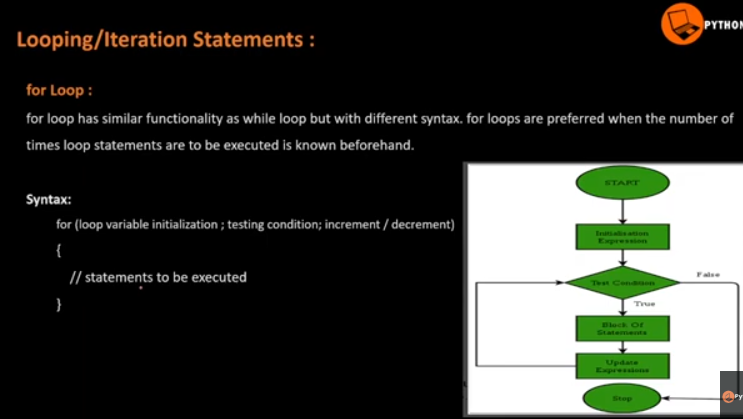 PYTHON
Looping/Iteration Statements :
for Loop :
for loop has similar functionality as while loop but with different syntax. for loops are preferred when the number of
times loop statements are to be executed is known beforehand.
Syntax:
for (loop variable initialization ; testing condition; increment / decrement)
{
// statements to be executed
}
START
Initialization
Expression
Test Condition
False
True
Block Of
Statements
Update
Expressions
Stop
Py